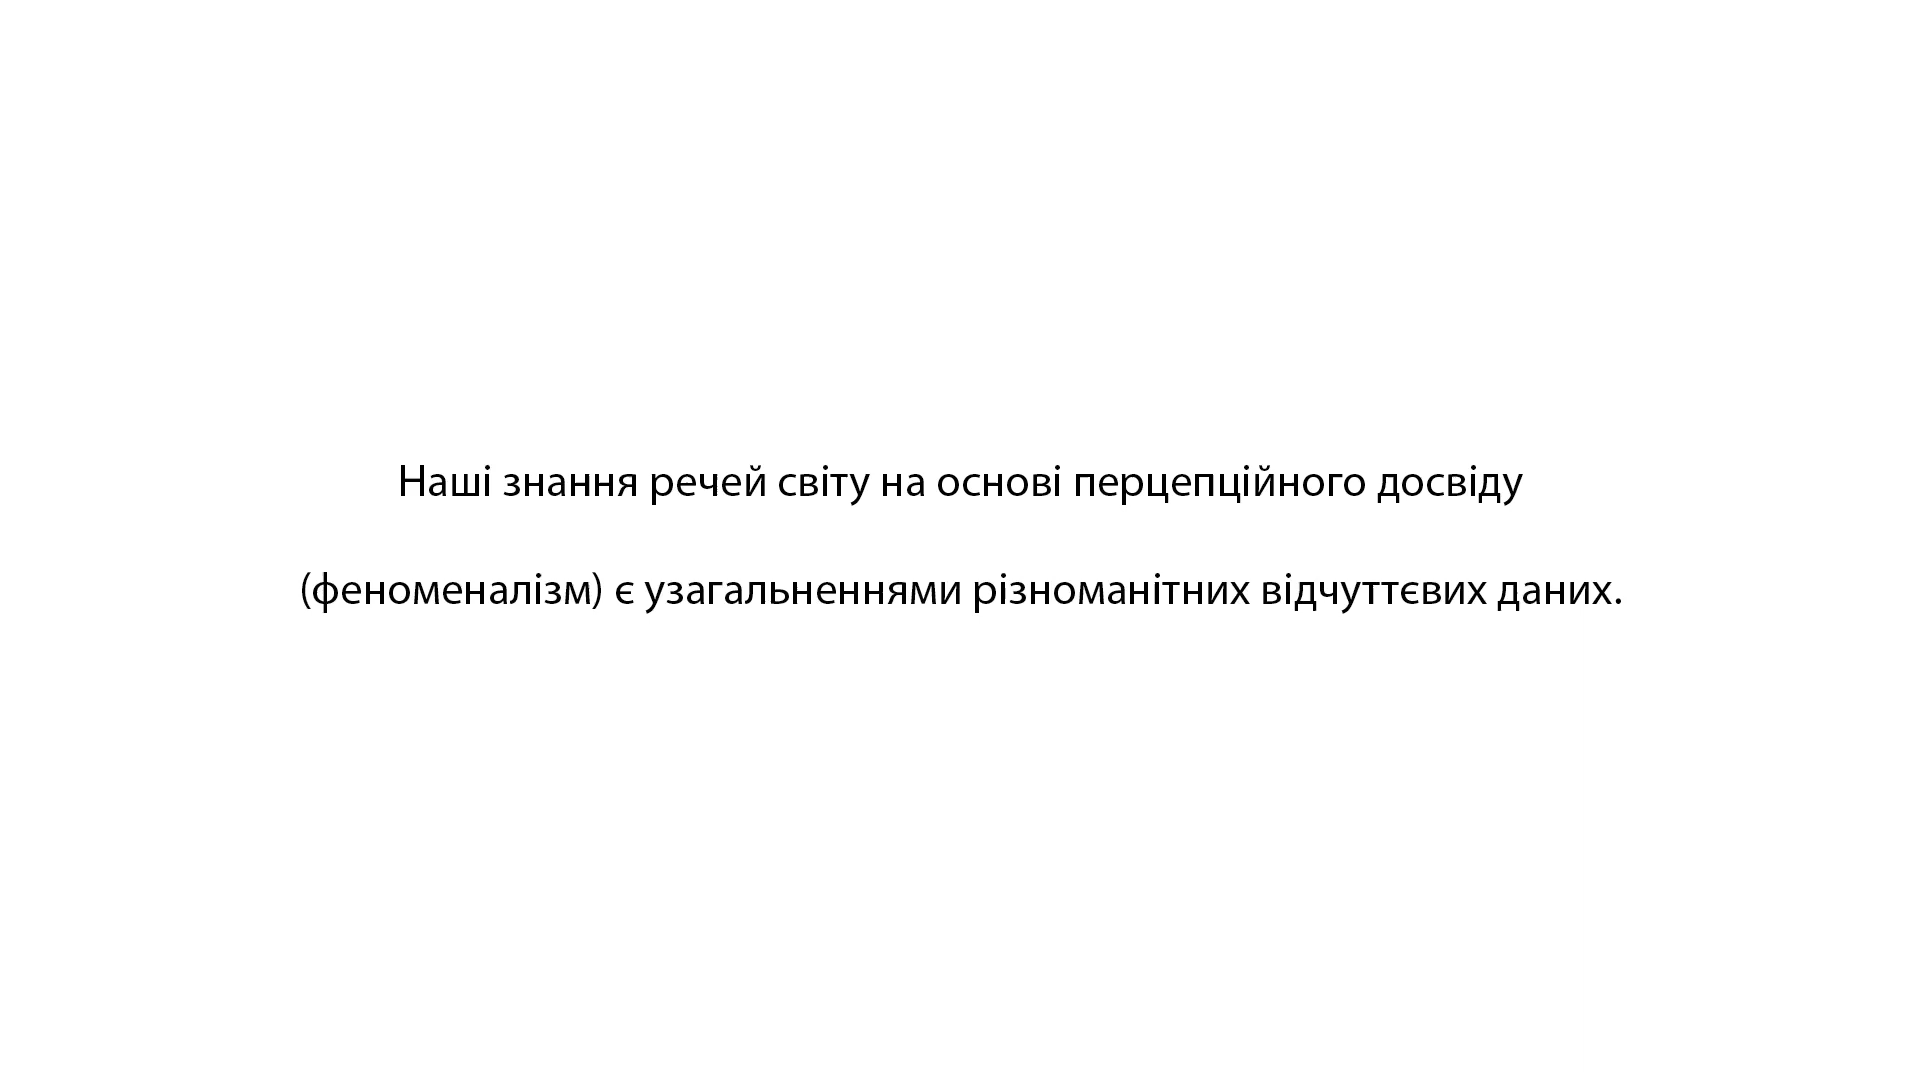 Наші знання речей світу на основі перцепційного досвіду
(феноменалізм) є узагальненнями різноманітних відчуттєвих даних.